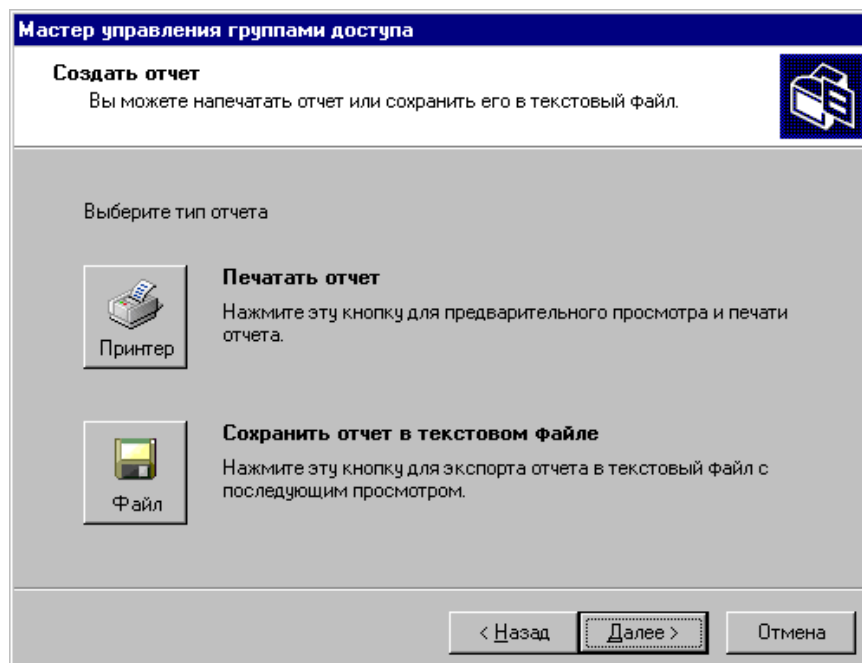 Мастер управления группами доступа
Создать отчет
Вы можете напечатать отчет или сохранить его в текстовый файл.
Выберите тип отчета
Печатать отчет
Нажмите эту кнопку для предварительного просмотра и печати
отчета.
Принтер
Сохранить отчет в текстовом файле
Нажмите эту кнопку для экспорта отчета в текстовый файл с
последующим просмотром.
Файл
< Назад
Далее >
Отмена